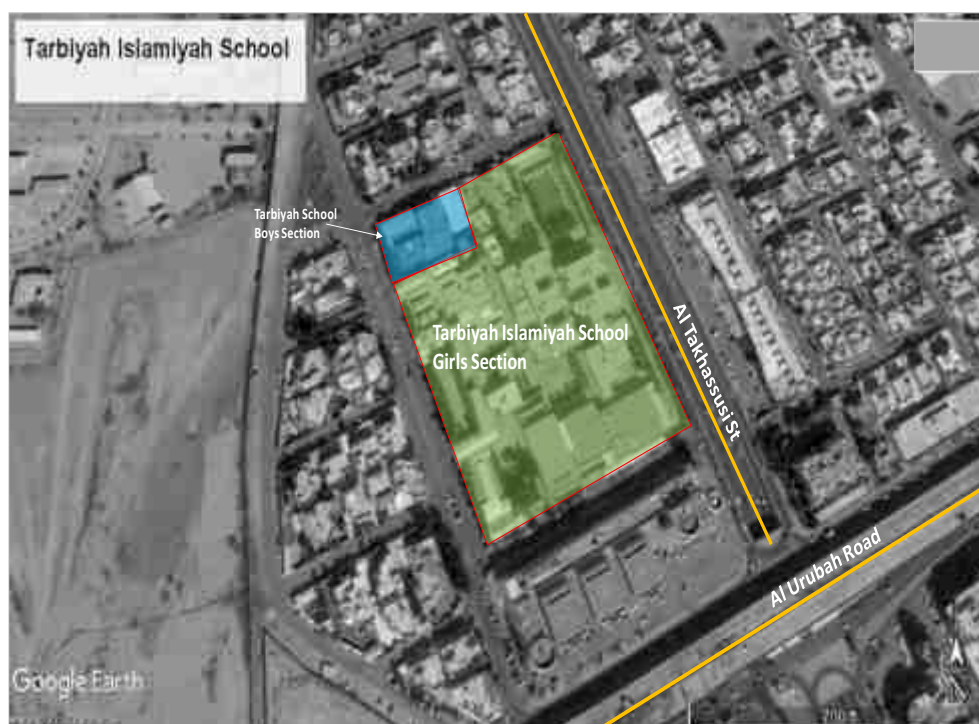 Tarbiyah Islamiyah School
Tarbiyah School
Boys Section
Tarbiyah Islamiyah School
Girls Section
Al Takhassusi St
Al Urubah Road
Google Earth